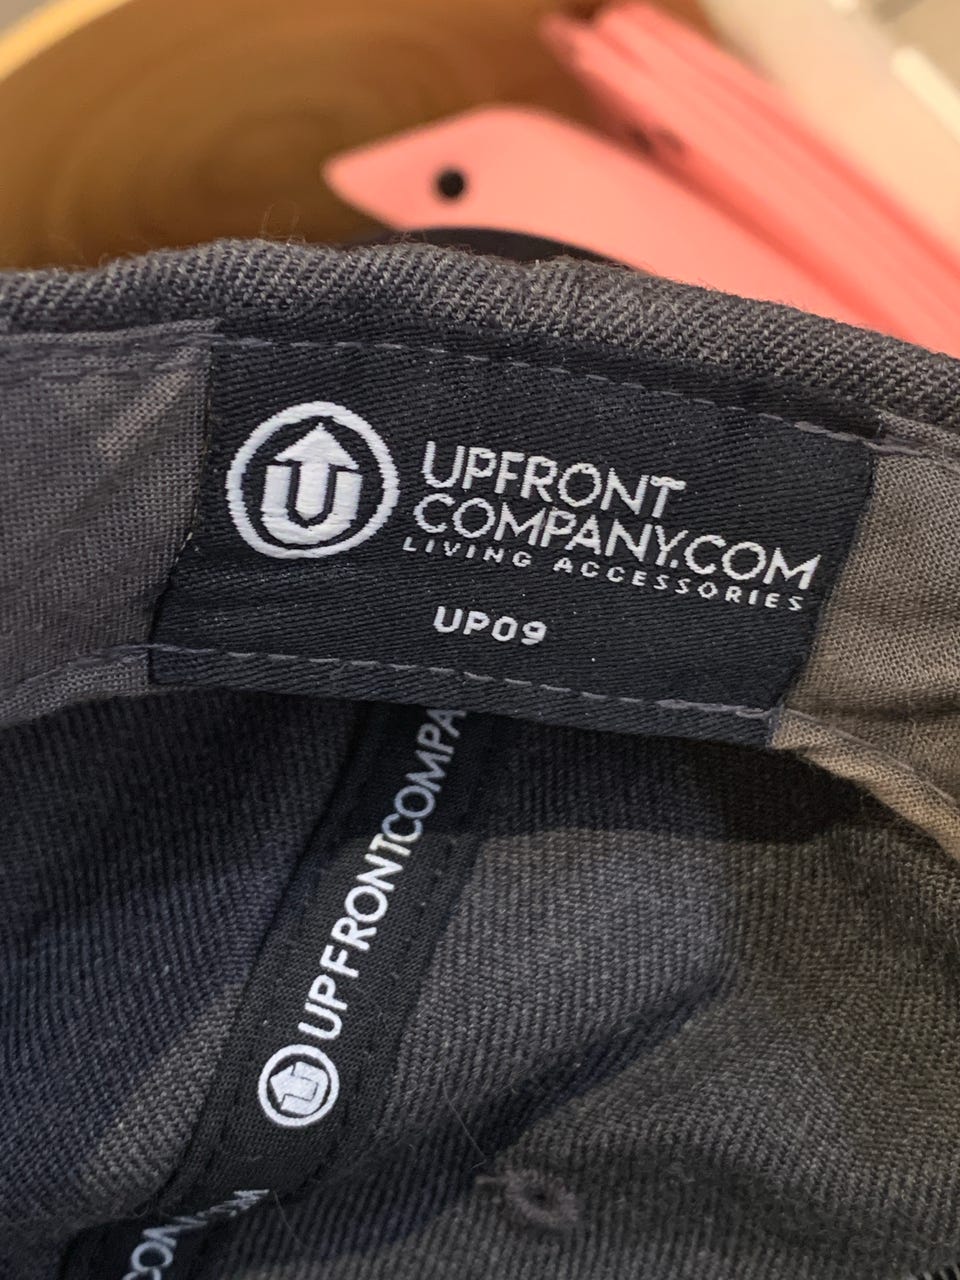 UPFRONT
COMPANY.COM
LIVING ACCESSORIES
UP09
UPFRONTCOMPA